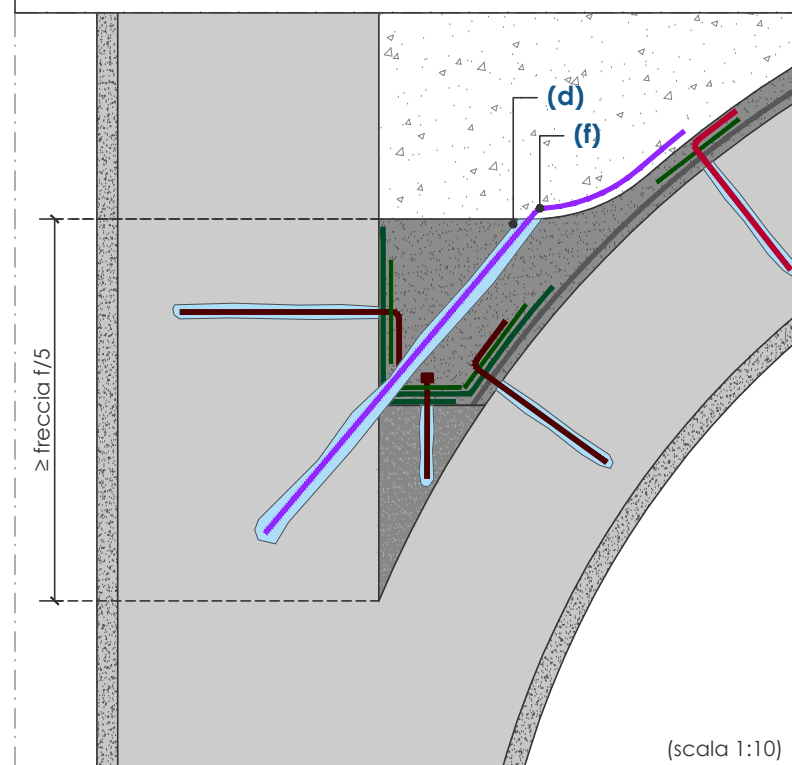 (d)
(f)
≥ freccia f/5
(scala 1:10)